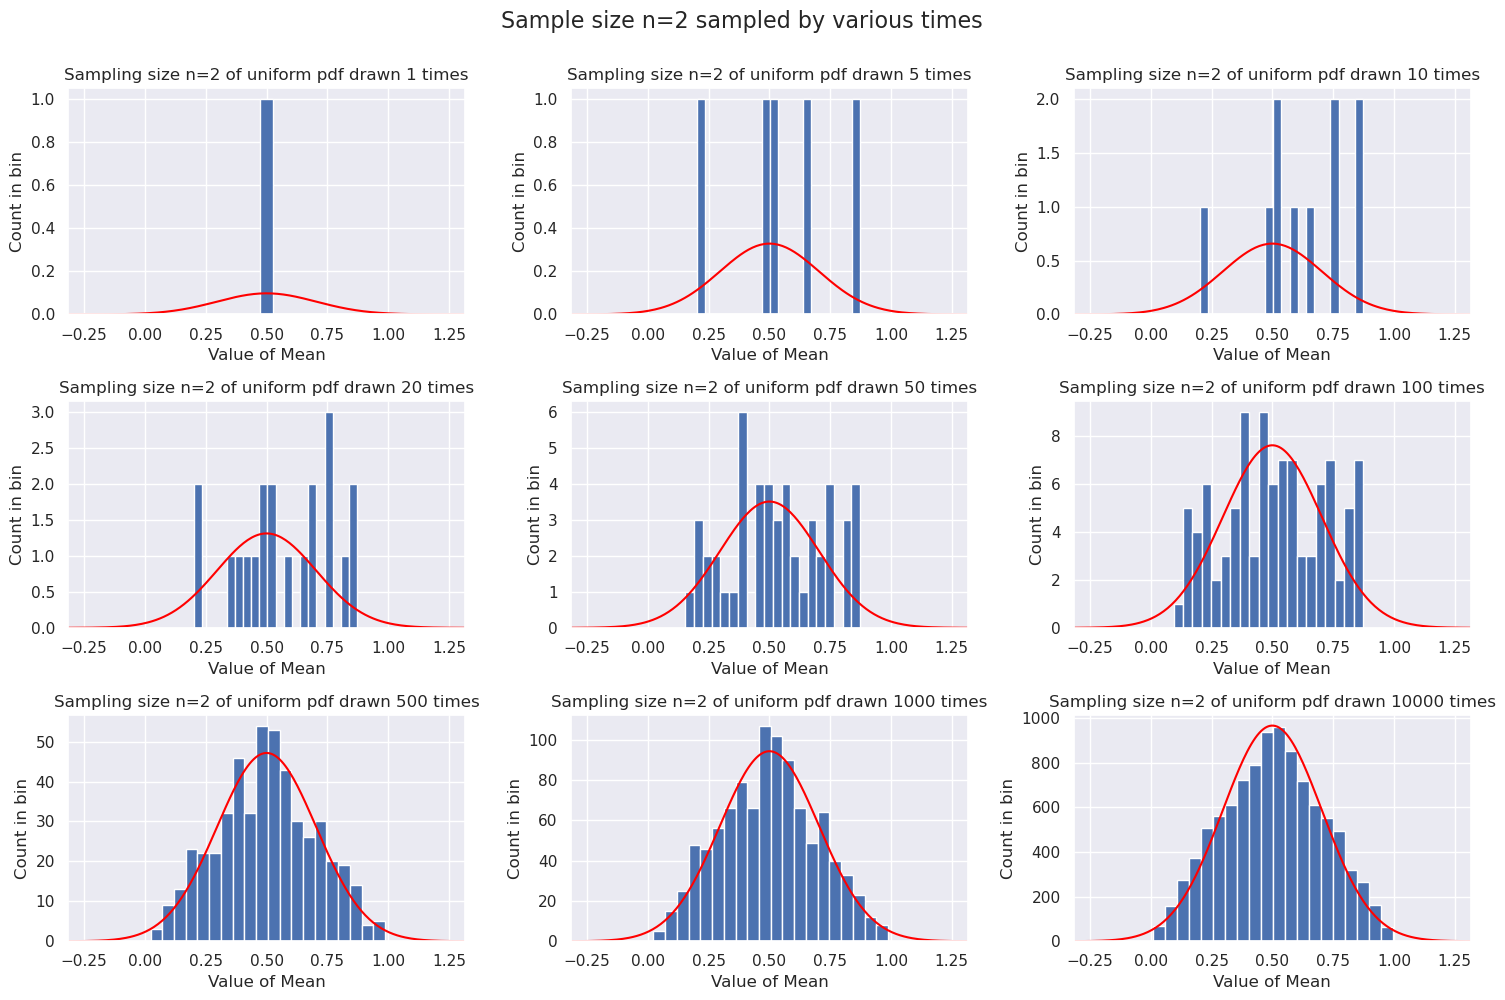 Sample size n=2 sampled by various times
Sampling size n=2 of uniform pdf drawn 1 times
Count in bin
1.0
0.8
0.6
0.4
0.2
0.0
−0.25 0.00 0.25 0.50 0.75 1.00 1.25
Value of Mean
Sampling size n=2 of uniform pdf drawn 5 times
Count in bin
1.0
0.8
0.6
0.4
0.2
0.0
−0.25 0.00 0.25 0.50 0.75 1.00 1.25
Value of Mean
Sampling size n=2 of uniform pdf drawn 10 times
Count in bin
2.0
1.5
1.0
0.5
0.0
−0.25 0.00 0.25 0.50 0.75 1.00 1.25
Value of Mean
Sampling size n=2 of uniform pdf drawn 20 times
Count in bin
3.0
2.5
2.0
1.5
1.0
0.5
0.0
−0.25 0.00 0.25 0.50 0.75 1.00 1.25
Value of Mean
Sampling size n=2 of uniform pdf drawn 50 times
Count in bin
6
5
4
3
2
1
0
−0.25 0.00 0.25 0.50 0.75 1.00 1.25
Value of Mean
Sampling size n=2 of uniform pdf drawn 100 times
Count in bin
8
6
4
2
0
−0.25 0.00 0.25 0.50 0.75 1.00 1.25
Value of Mean
Sampling size n=2 of uniform pdf drawn 500 times
Count in bin
50
40
30
20
10
0
−0.25 0.00 0.25 0.50 0.75 1.00 1.25
Value of Mean
Sampling size n=2 of uniform pdf drawn 1000 times
Count in bin
100
80
60
40
20
0
−0.25 0.00 0.25 0.50 0.75 1.00 1.25
Value of Mean
Sampling size n=2 of uniform pdf drawn 10000 times
Count in bin
1000
800
600
400
200
0
−0.25 0.00 0.25 0.50 0.75 1.00 1.25
Value of Mean